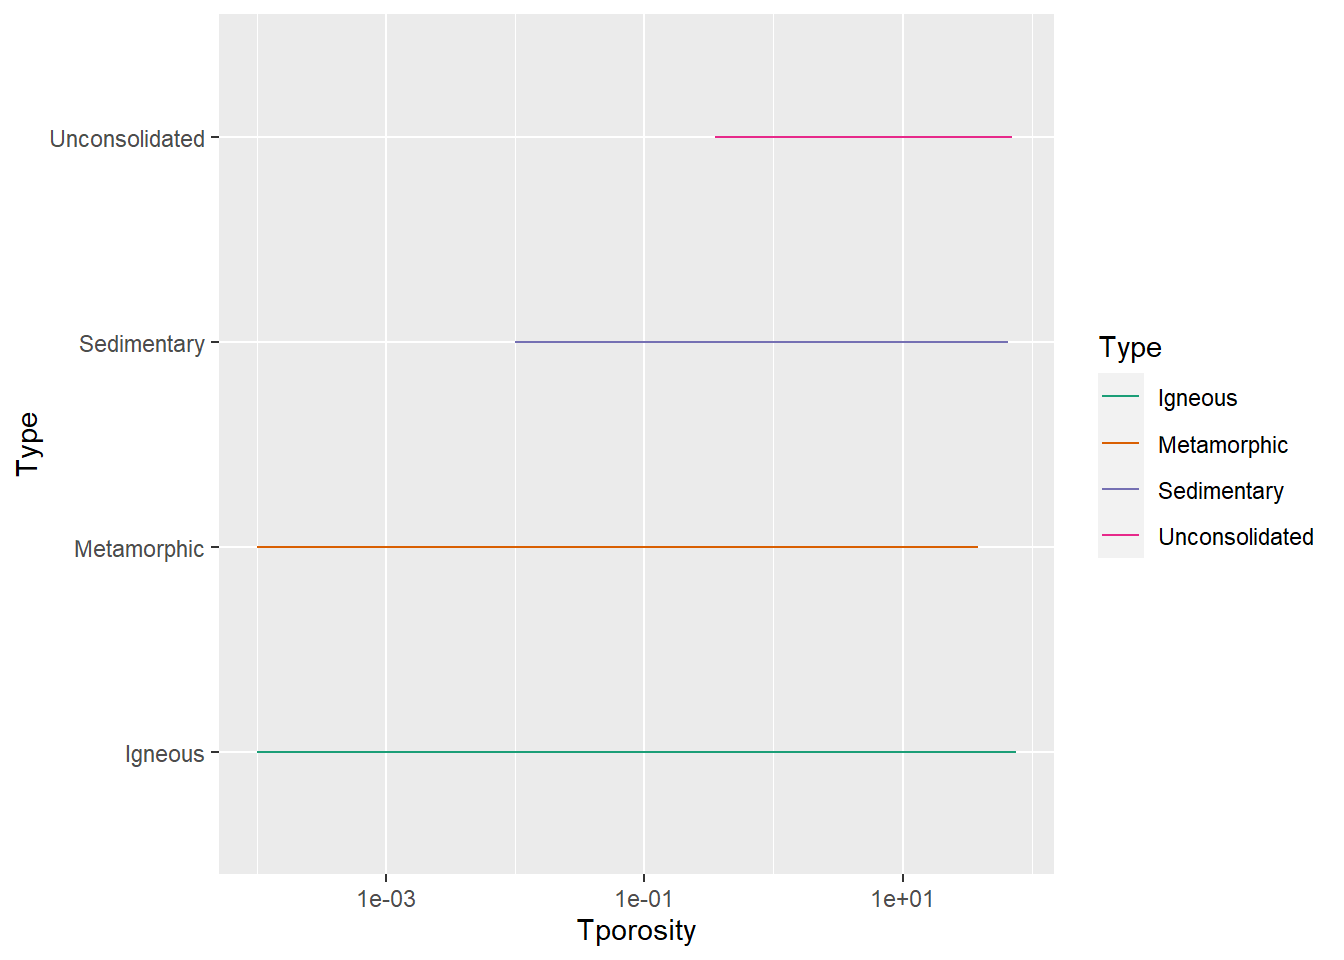 Unconsolidated
Sedimentary
Metamorphic
Igneous
Type
1e-03
1e-01
1e+01
Tporosity
Type
Igneous
Metamorphic
Sedimentary
Unconsolidated